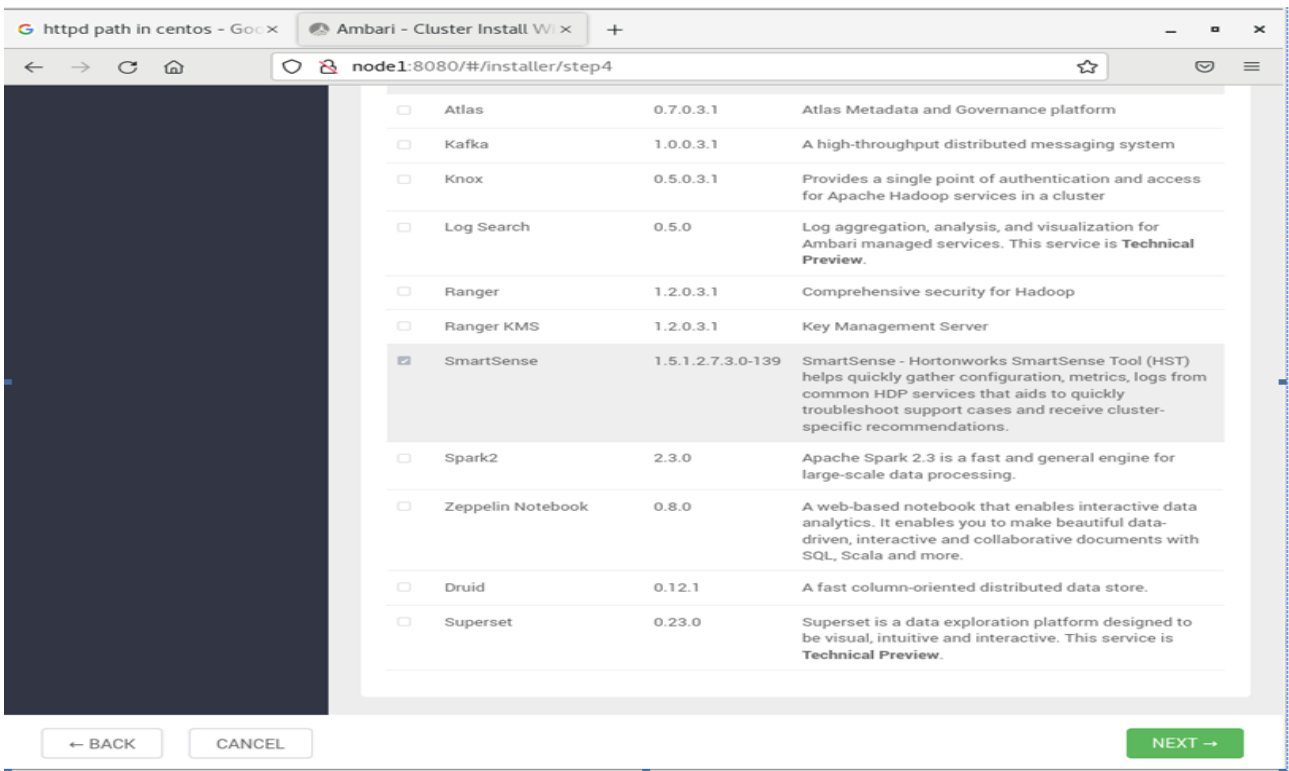 httpd path in centos - Goo
Ambari - Cluster Install Wi
node1:8080/#/installer/step4
Atlas 0.7.0.3.1 Atlas Metadata and Governance platform
Kafka 1.0.0.3.1 A high-throughput distributed messaging system
Knox 0.5.0.3.1 Provides a single point of authentication and access
for Apache Hadoop services in a cluster
Log Search 0.5.0 Log aggregation, analysis, and visualization for
Ambari managed services. This service is Technical
Preview.
Ranger 1.2.0.3.1 Comprehensive security for Hadoop
Ranger KMS 1.2.0.3.1 Key Management Server
SmartSense 1.5.1.2.7.3.0-139 SmartSense - Hortonworks SmartSense Tool (HST)
helps quickly gather configuration, metrics, logs from
common HDP services that aids to quickly
troubleshoot support cases and receive cluster-
specific recommendations.
Spark2 2.3.0 Apache Spark 2.3 is a fast and general engine for
large-scale data processing.
Zeppelin Notebook 0.8.0 A web-based notebook that enables interactive data
analytics. It enables you to make beautiful data-
driven, interactive and collaborative documents with
SQL, Scala and more.
Druid 0.12.1 A fast column-oriented distributed data store.
Superset 0.23.0 Superset is a data exploration platform designed to
be visual, intuitive and interactive. This service is
Technical Preview.
← BACK
CANCEL
NEXT →